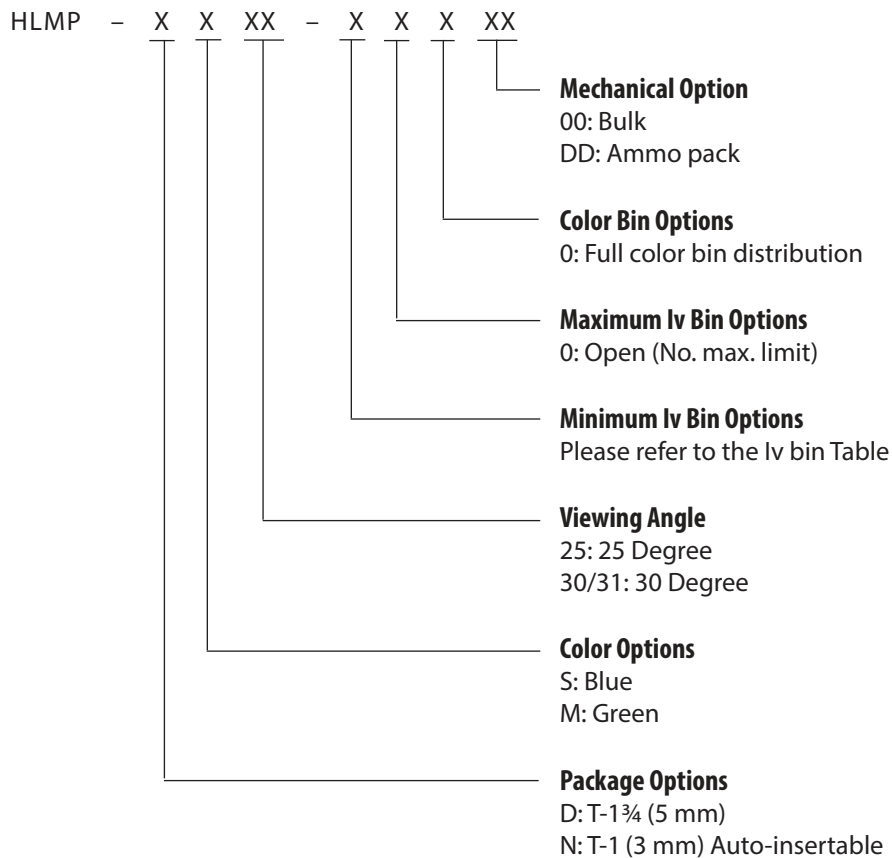 HLMP – X X XX – X X X XX
Mechanical Option
00: Bulk
DD: Ammo pack
Color Bin Options
0: Full color bin distribution
Maximum Iv Bin Options
0: Open (No. max. limit)
Minimum Iv Bin Options
Please refer to the Iv bin Table
Viewing Angle
25: 25 Degree
30/31: 30 Degree
Color Options
S: Blue
M: Green
Package Options
D: T-1¾ (5 mm)
N: T-1 (3 mm) Auto-insertable